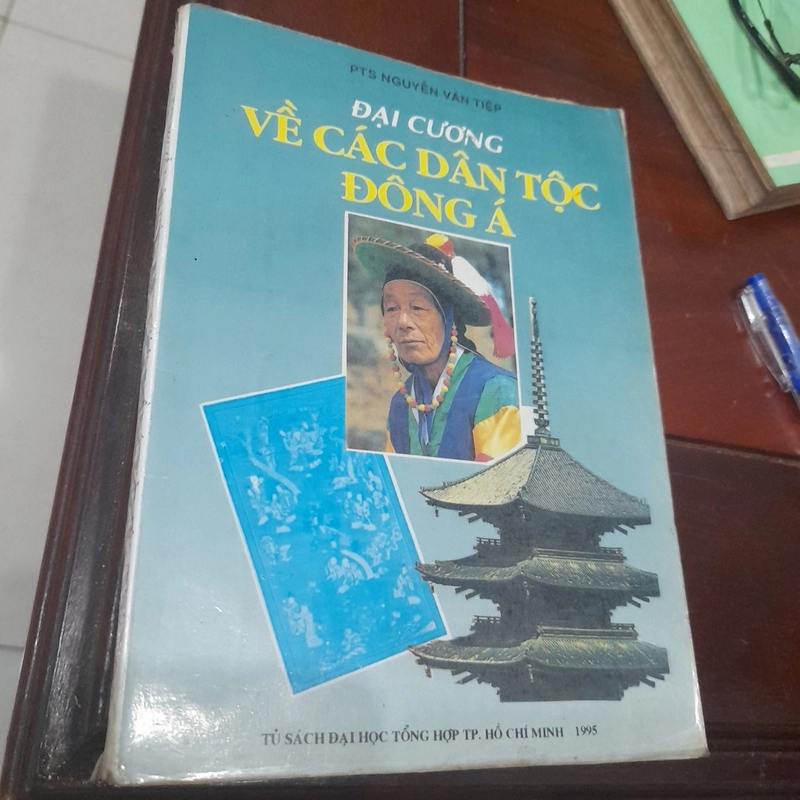 PTS NGUYỄN VĂN TIỆP
ĐẠI CƯƠNG
VỀ CÁC DÂN TỘC
ĐÔNG Á
TỦ SÁCH ĐẠI HỌC TỔNG HỢP TP. HỒ CHÍ MINH 1995